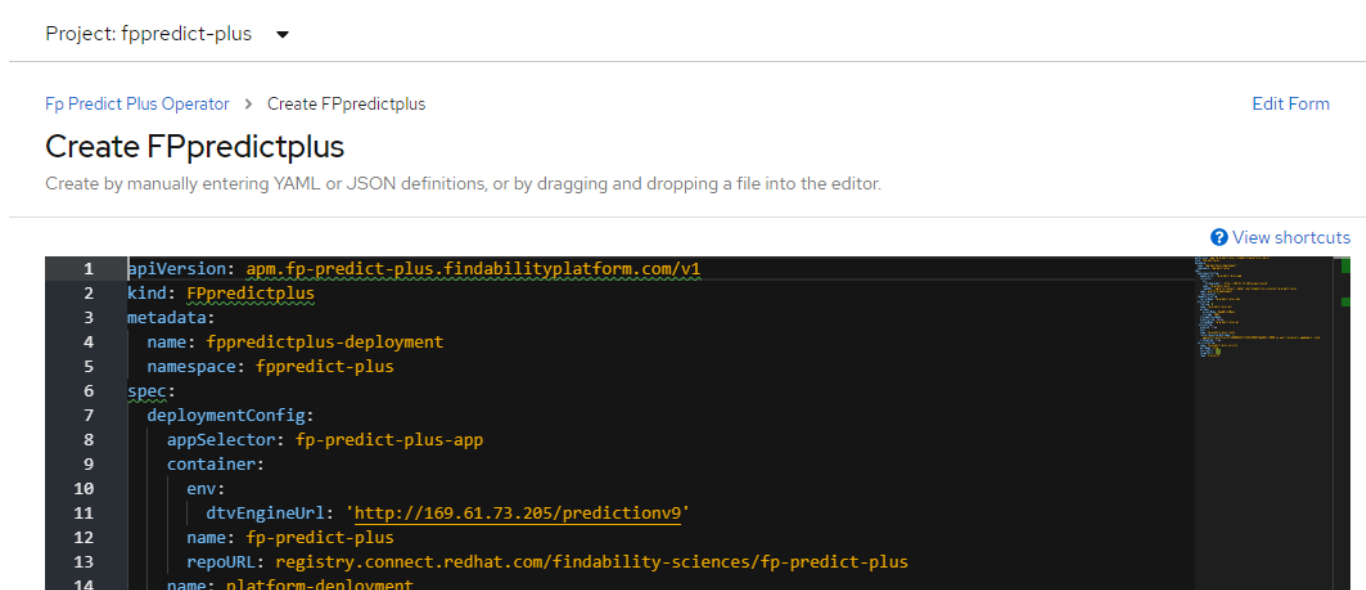 Project: fppredict-plus
Fp Predict Plus Operator > Create FPpredictplus
Edit Form
Create FPpredictplus
Create by manually entering YAML or JSON definitions, or by dragging and dropping a file into the editor.
View shortcuts
1 apiVersion: apm.fp-predict-plus.findabilityplatform.com/v1
2 kind: FPpredictplus
3 metadata:
4 name: fppredictplus-deployment
5 namespace: fppredict-plus
6 spec:
7 deploymentConfig:
8 appSelector: fp-predict-plus-app
9 container:
10 env:
11 dtvEngineUrl: 'http://169.61.73.205/predictionv9'
12 name: fp-predict-plus
13 repoURL: registry.connect.redhat.com/findability-sciences/fp-predict-plus
14 name: platform-deployment